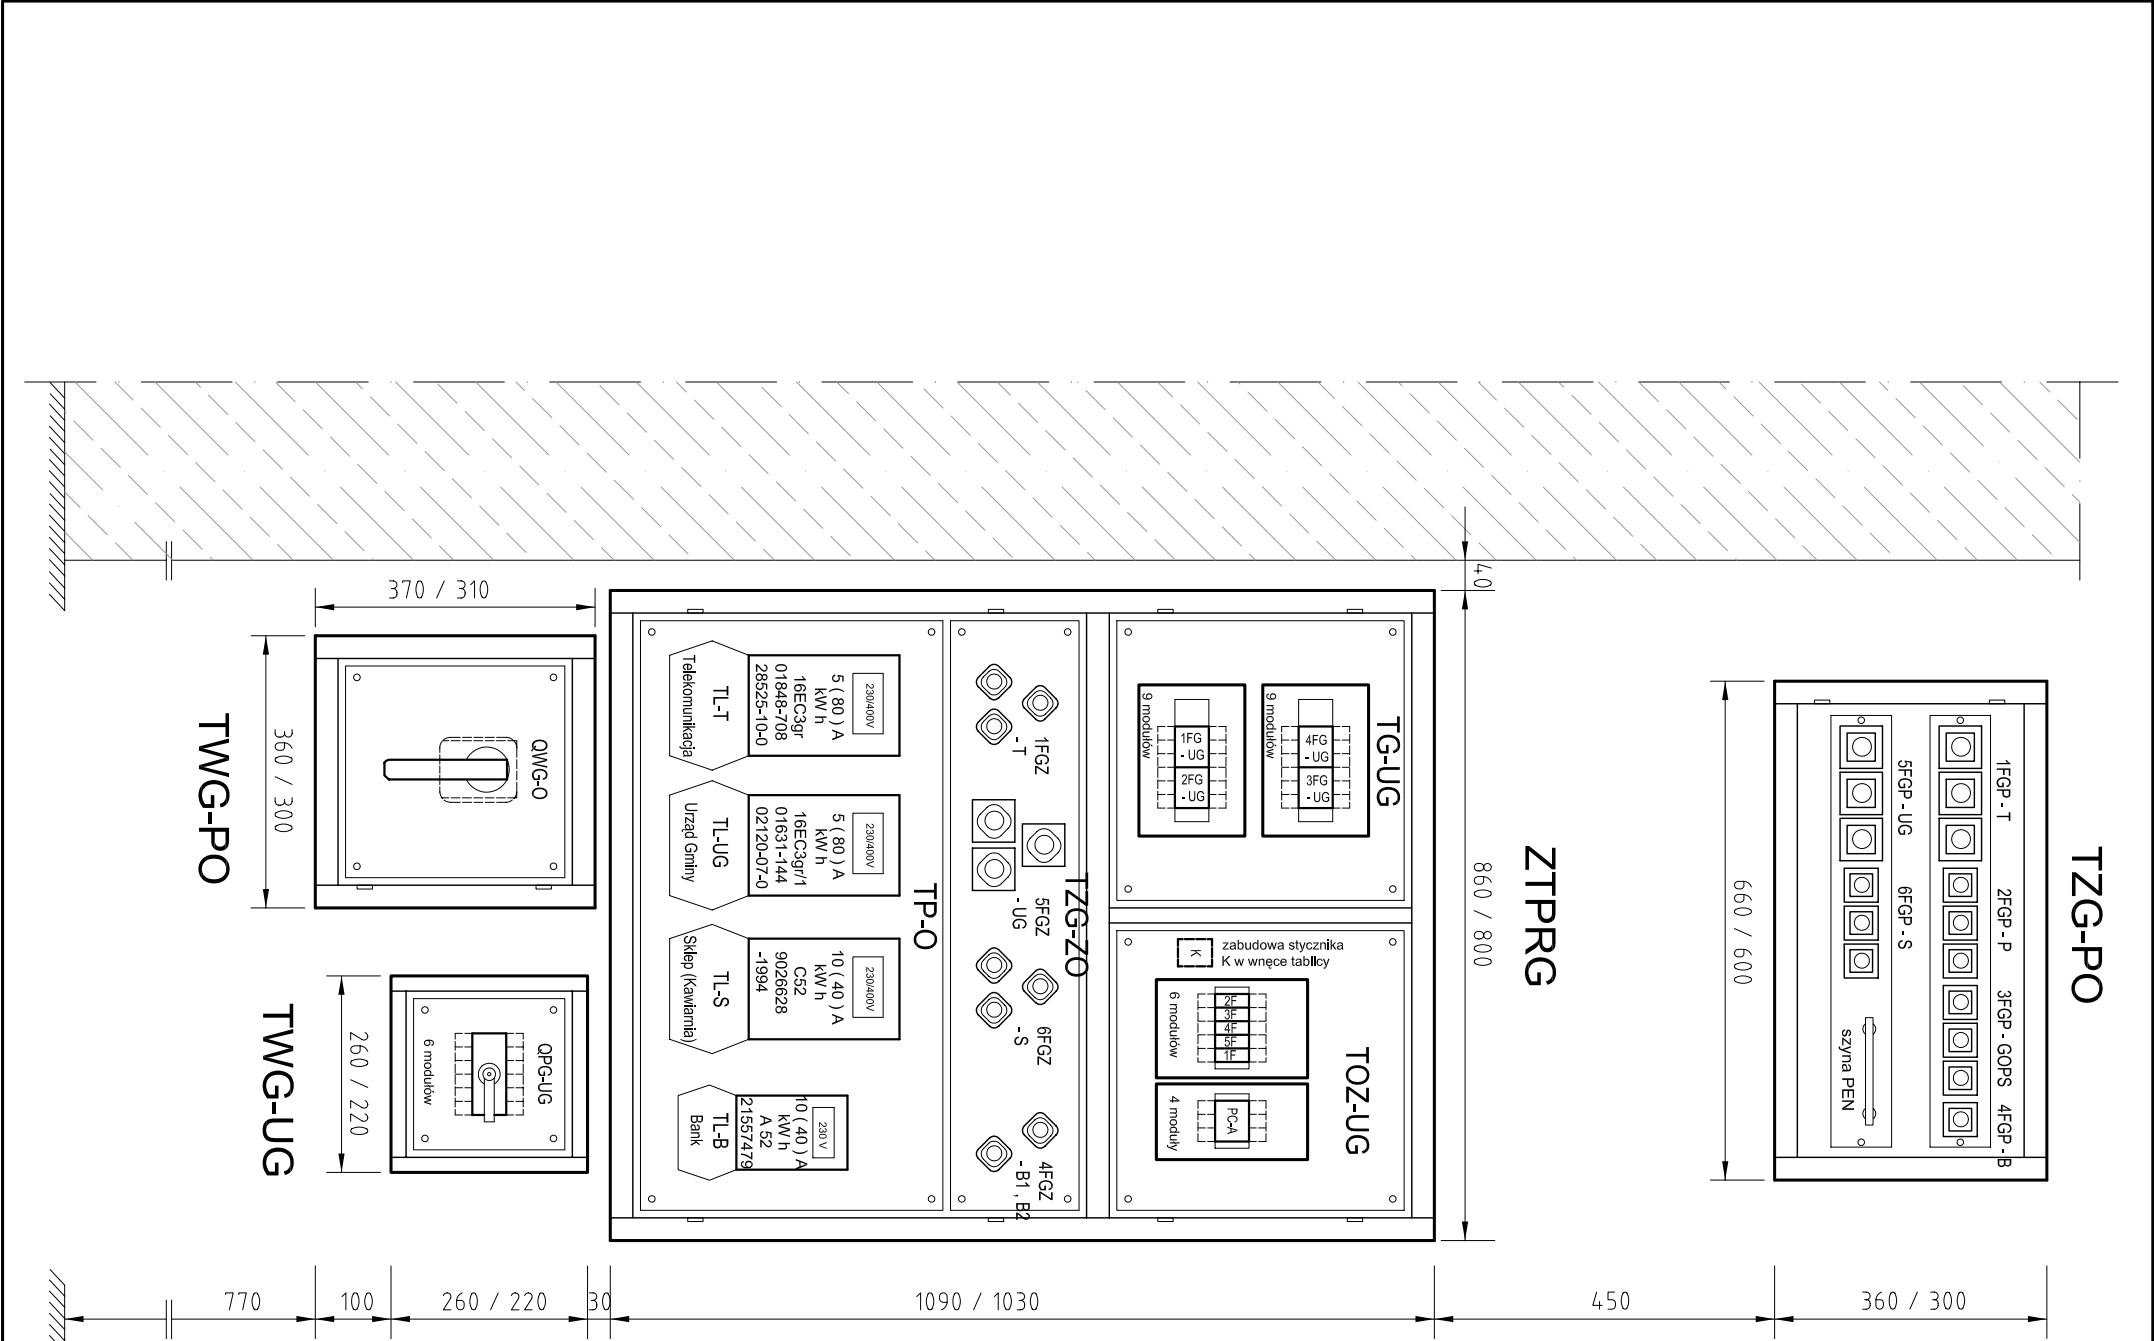 TZG-PO
1FGP - T
2FGP - P
3FGP - GOPS
4FGP - B
5FGP - UG
6FGP - S
szyna PEN
660 / 600
ZTPRG
860 / 800
40
TG-UG
9 modułów
4FG
- UG
3FG
- UG
9 modułów
1FG
- UG
2FG
- UG
TOZ-UG
K
zabudowa stycznika
K w wnęce tablicy
6 modułów
2F
3F
4F
5F
1F
4 moduły
PC-A
TZG-ZO
1FGZ
- T
5FGZ
- UG
6FGZ
- S
4FGZ
- B1 , B2
TP-O
230/400V
5 ( 80 ) A
kW h
16EC3gr
01848-708
28525-10-0
TL-T
Telekomunikacja
230/400V
5 ( 80 ) A
kW h
16EC3gr/1
01631-144
02120-07-0
TL-UG
Urząd Gminy
230/400V
10 ( 40 ) A
kW h
C52
9026628
-1994
TL-S
Sklep (Kawiarnia)
230 V
10 ( 40 ) A
kW h
A 52
21557479
TL-B
Bank
370 / 310
QWG-O
360 / 300
TWG-PO
QPG-UG
6 modułów
260 / 220
TWG-UG
770
100
260 / 220
30
1090 / 1030
450
360 / 300